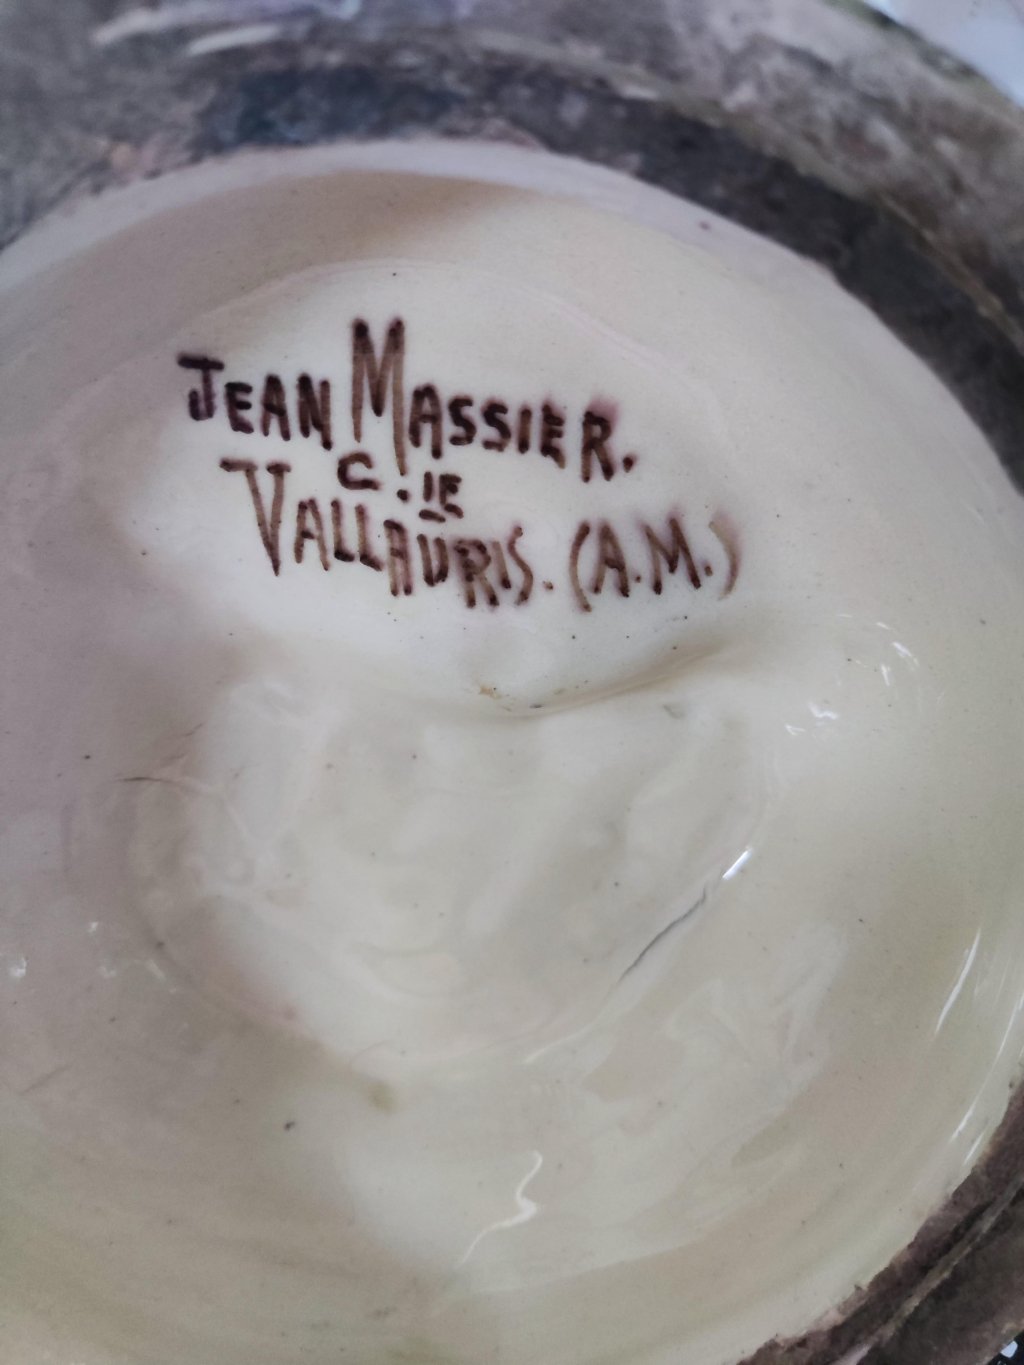 JEAN MASSIER.
C.IE
VALLAURIS. (A.M.)